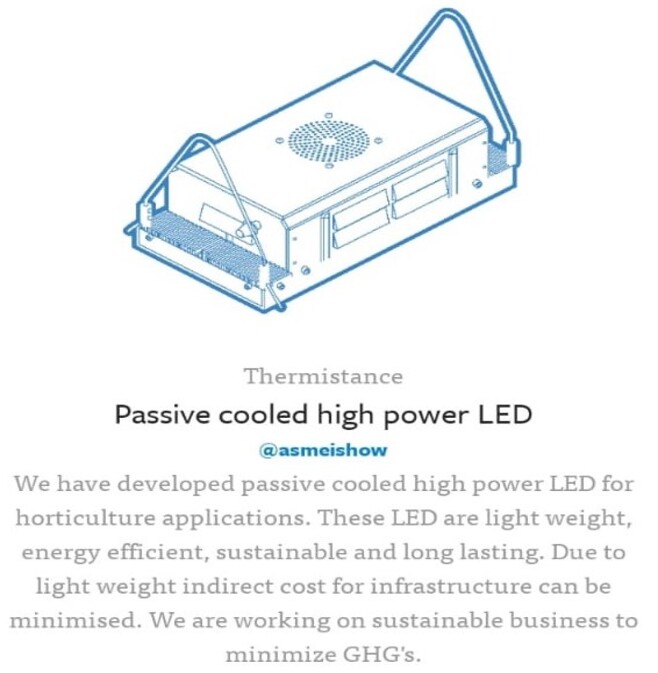 Thermistance
Passive cooled high power LED
@asmeishow
We have developed passive cooled high power LED for
horticulture applications. These LED are light weight,
energy efficient, sustainable and long lasting. Due to
light weight indirect cost for infrastructure can be
minimised. We are working on sustainable business to
minimize GHG's.